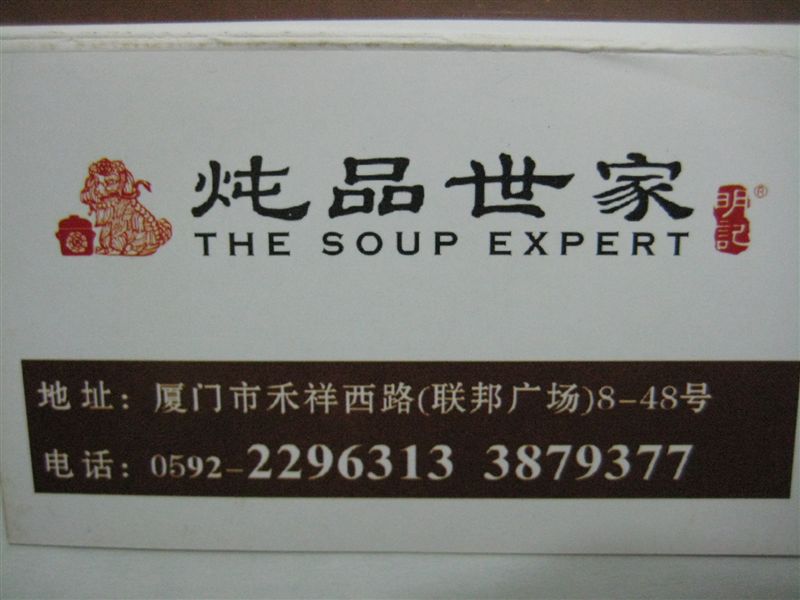 炖品世家
明記®
THE SOUP EXPERT
地址：厦门市禾祥西路(联邦广场)8-48号
电话：0592-2296313 3879377